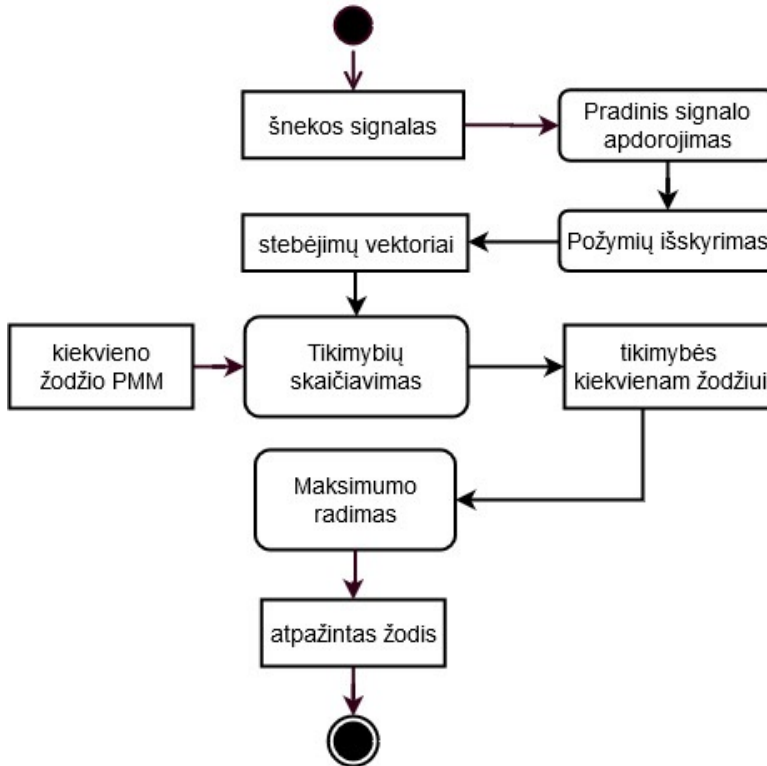 šnekos signalas
Pradinis signalo
apdorojimas
Požymių išskyrimas
stebėjimų vektoriai
kiekvieno
žodžio PMM
Tikimybių
skaičiavimas
tikimybės
kiekvienam žodžiui
Maksimumo
radimas
atpažintas žodis